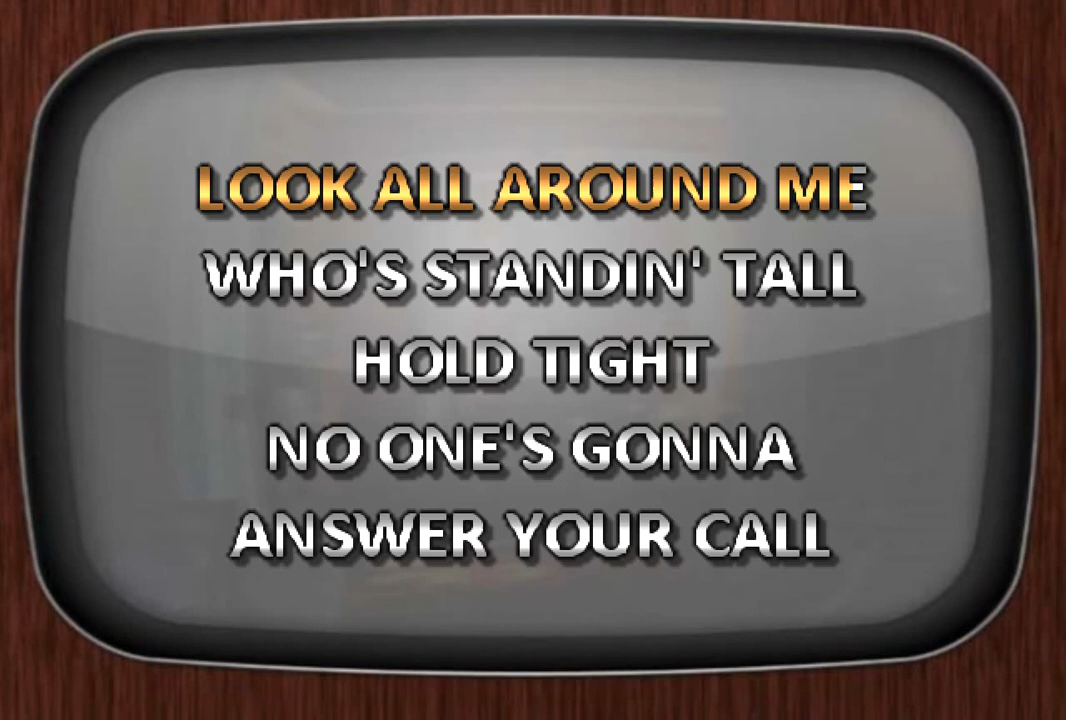 LOOK ALL AROUND ME
WHO'S STANDIN' TALL
HOLD TIGHT
NO ONE'S GONNA
ANSWER YOUR CALL